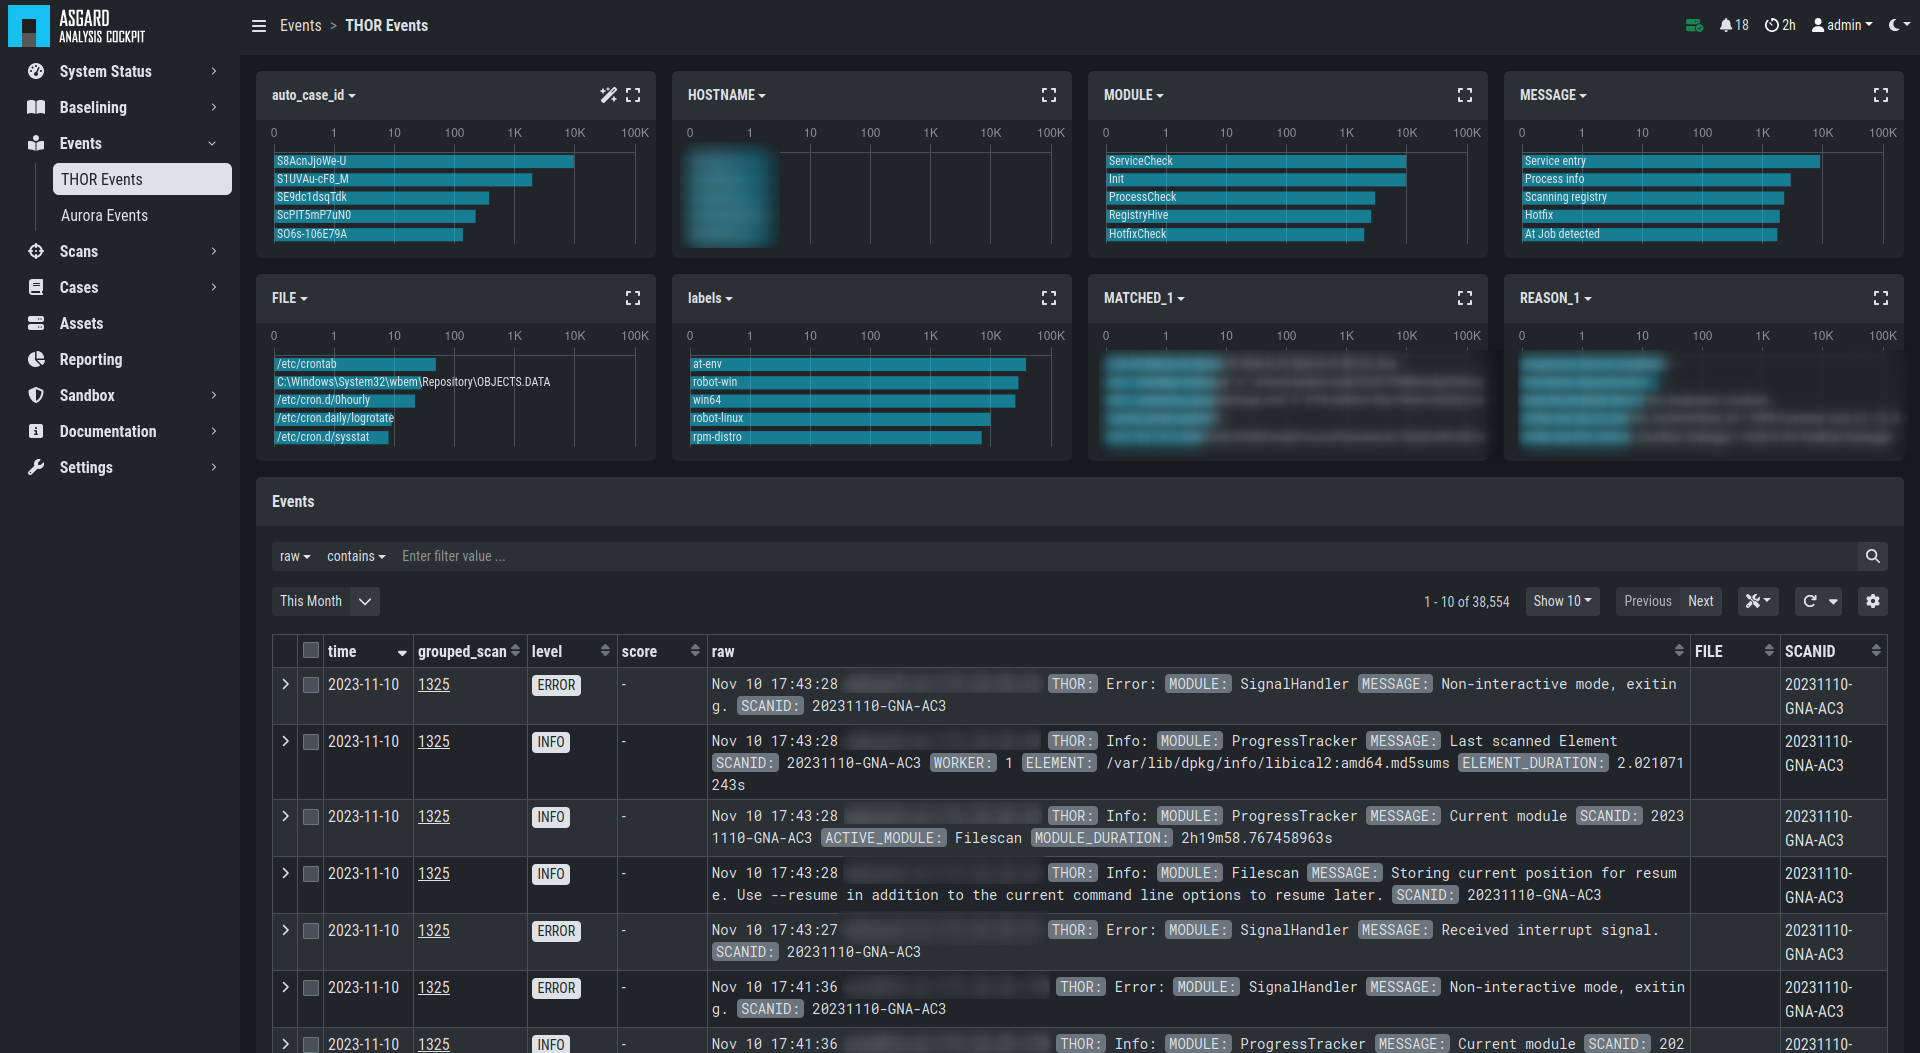 ASGARD
ANALYSIS COCKPIT
Events > THOR Events
18 2h admin
System Status
Baselining
Events
THOR Events
Aurora Events
Scans
Cases
Assets
Reporting
Sandbox
Documentation
Settings
auto_case_id
0 1 10 100 1K 10K 100K
S8AcnJjoWe-U
S1UVAu-cF8_M
SE9dc1dsqTdk
ScPIT5mP7uN0
SO6s-106E79A
HOSTNAME
0 1 10 100 1K 10K 100K
MODULE
0 1 10 100 1K 10K 100K
ServiceCheck
Init
ProcessCheck
RegistryHive
HotfixCheck
MESSAGE
0 1 10 100 1K 10K 100K
Service entry
Process info
Scanning registry
Hotfix
At Job detected
FILE
0 1 10 100 1K 10K 100K
/etc/crontab
C:\Windows\System32\wbem\Repository\OBJECTS.DATA
/etc/cron.d/0hourly
/etc/cron.daily/logrotate
/etc/cron.d/sysstat
labels
0 1 10 100 1K 10K 100K
at-env
robot-win
win64
robot-linux
rpm-distro
MATCHED_1
0 1 10 100 1K 10K 100K
REASON_1
0 1 10 100 1K 10K 100K
Events
raw contains Enter filter value ...
This Month 1 - 10 of 38,554 Show 10 Previous Next
time grouped_scan level score raw FILE SCANID
2023-11-10 1325 ERROR - Nov 10 17:43:28 THOR: Error: MODULE: SignalHandler MESSAGE: Non-interactive mode, exitin 20231110-
g. SCANID: 20231110-GNA-AC3 GNA-AC3
2023-11-10 1325 INFO - Nov 10 17:43:28 THOR: Info: MODULE: ProgressTracker MESSAGE: Last scanned Element 20231110-
SCANID: 20231110-GNA-AC3 WORKER: 1 ELEMENT: /var/lib/dpkg/info/libical2:amd64.md5sums ELEMENT_DURATION: 2.021071 GNA-AC3
243s
2023-11-10 1325 INFO - Nov 10 17:43:28 THOR: Info: MODULE: ProgressTracker MESSAGE: Current module SCANID: 2023 20231110-
1110-GNA-AC3 ACTIVE_MODULE: Filescan MODULE_DURATION: 2h19m58.767458963s GNA-AC3
2023-11-10 1325 INFO - Nov 10 17:43:28 THOR: Info: MODULE: Filescan MESSAGE: Storing current position for resum 20231110-
e. Use --resume in addition to the current command line options to resume later. SCANID: 20231110-GNA-AC3 GNA-AC3
2023-11-10 1325 ERROR - Nov 10 17:43:27 THOR: Error: MODULE: SignalHandler MESSAGE: Received interrupt signal. 20231110-
SCANID: 20231110-GNA-AC3 GNA-AC3
2023-11-10 1325 ERROR - Nov 10 17:41:36 THOR: Error: MODULE: SignalHandler MESSAGE: Non-interactive mode, exitin 20231110-
g. SCANID: 20231110-GNA-AC3 GNA-AC3
2023-11-10 1325 INFO - Nov 10 17:41:36 THOR: Info: MODULE: ProgressTracker MESSAGE: Current module SCANID: 202 20231110-